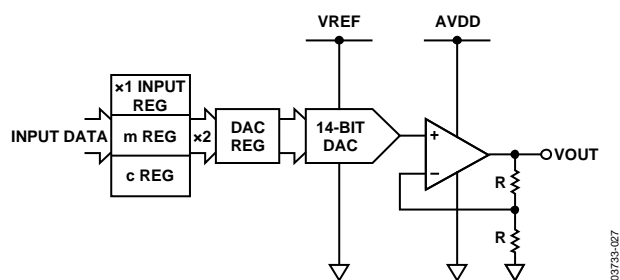 VREF
AVDD
×1 INPUT
REG
INPUT DATA
m REG
×2
DAC
REG
14-BIT
DAC
+
–
VOUT
R
c REG
R
03733-027